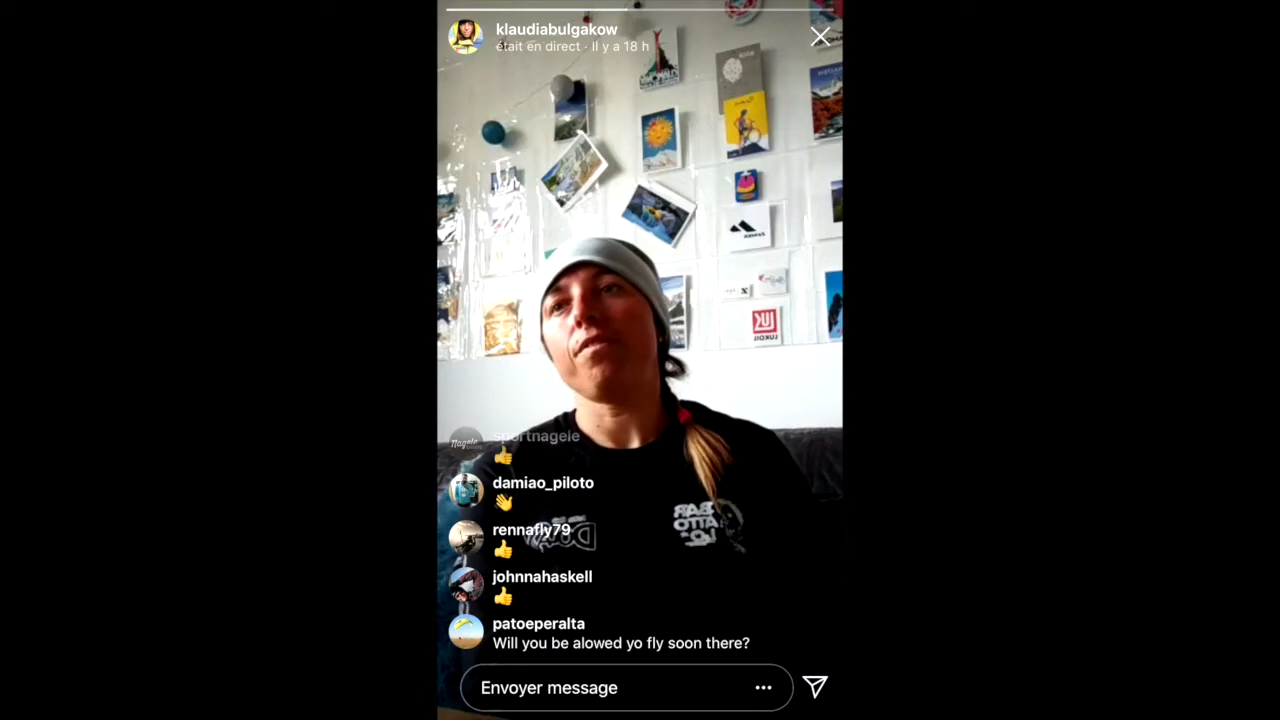 klaudiabulgakow
était en direct · Il y a 18 h
LUKOIL
sportnagele
👍
damiao_piloto
👋
rennafly79
👍
johnnahaskell
👍
patoeperalta
Will you be alowed yo fly soon there?
Envoyer message